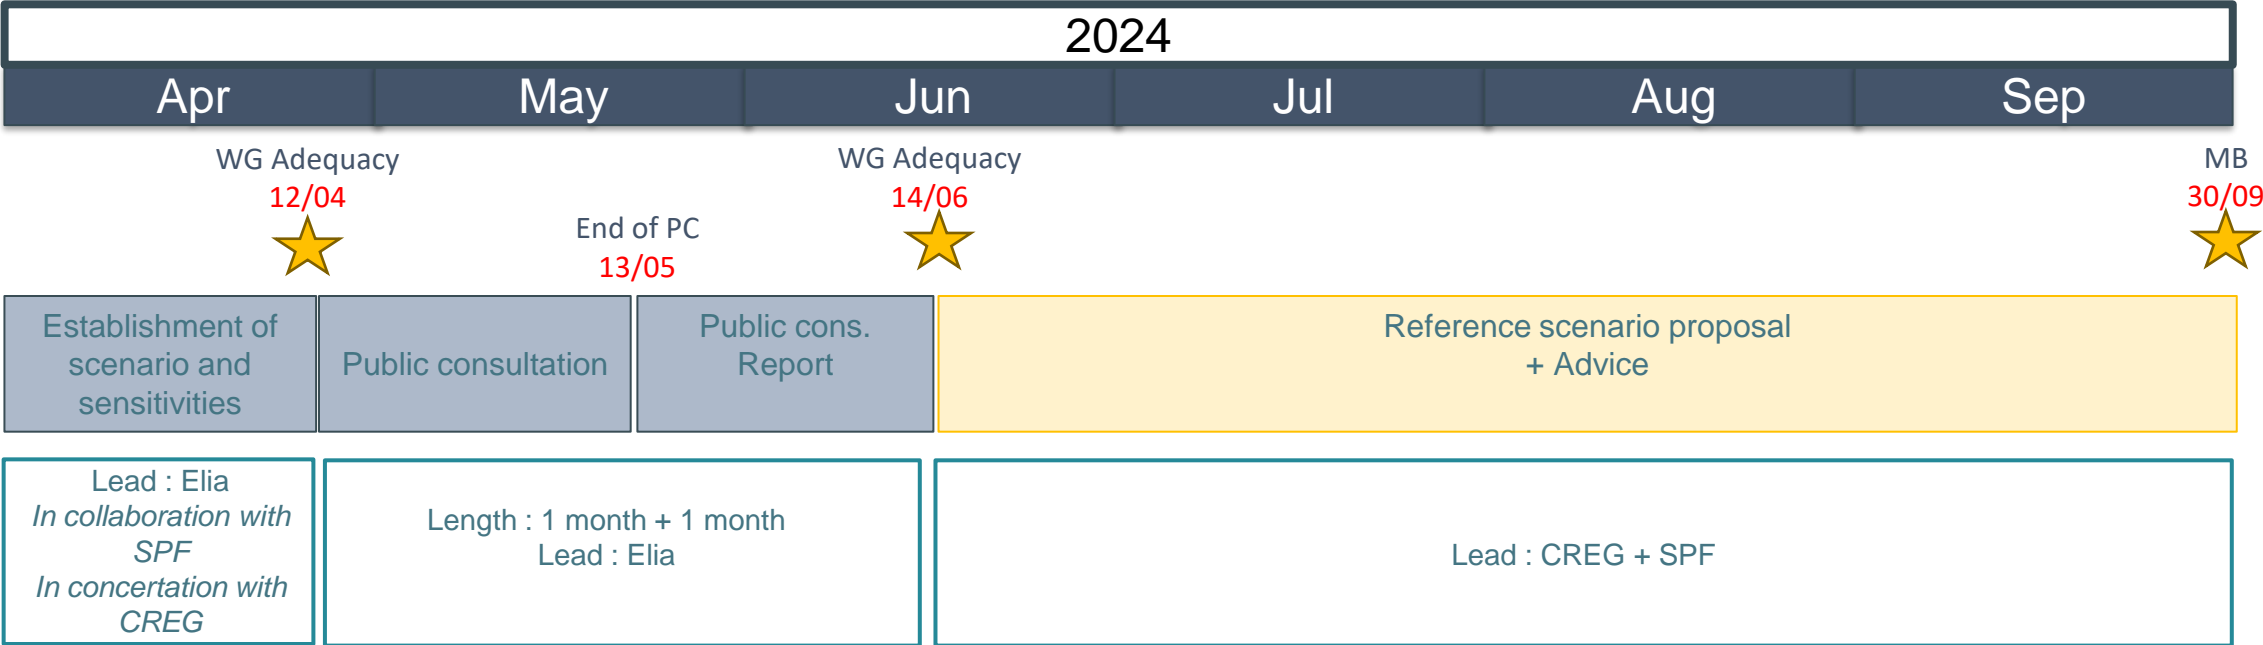 2024
Apr
May
Jun
Jul
Aug
Sep
WG Adequacy
12/04
End of PC
13/05
WG Adequacy
14/06
MB
30/09
Establishment of
scenario and
sensitivities
Public consultation
Public cons.
Report
Reference scenario proposal
+ Advice
Lead : Elia
In collaboration with
SPF
In concertation with
CREG
Length : 1 month + 1 month
Lead : Elia
Lead : CREG + SPF